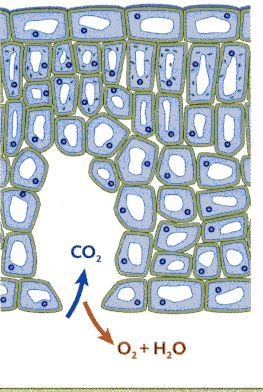 CO₂
O₂ + H₂O